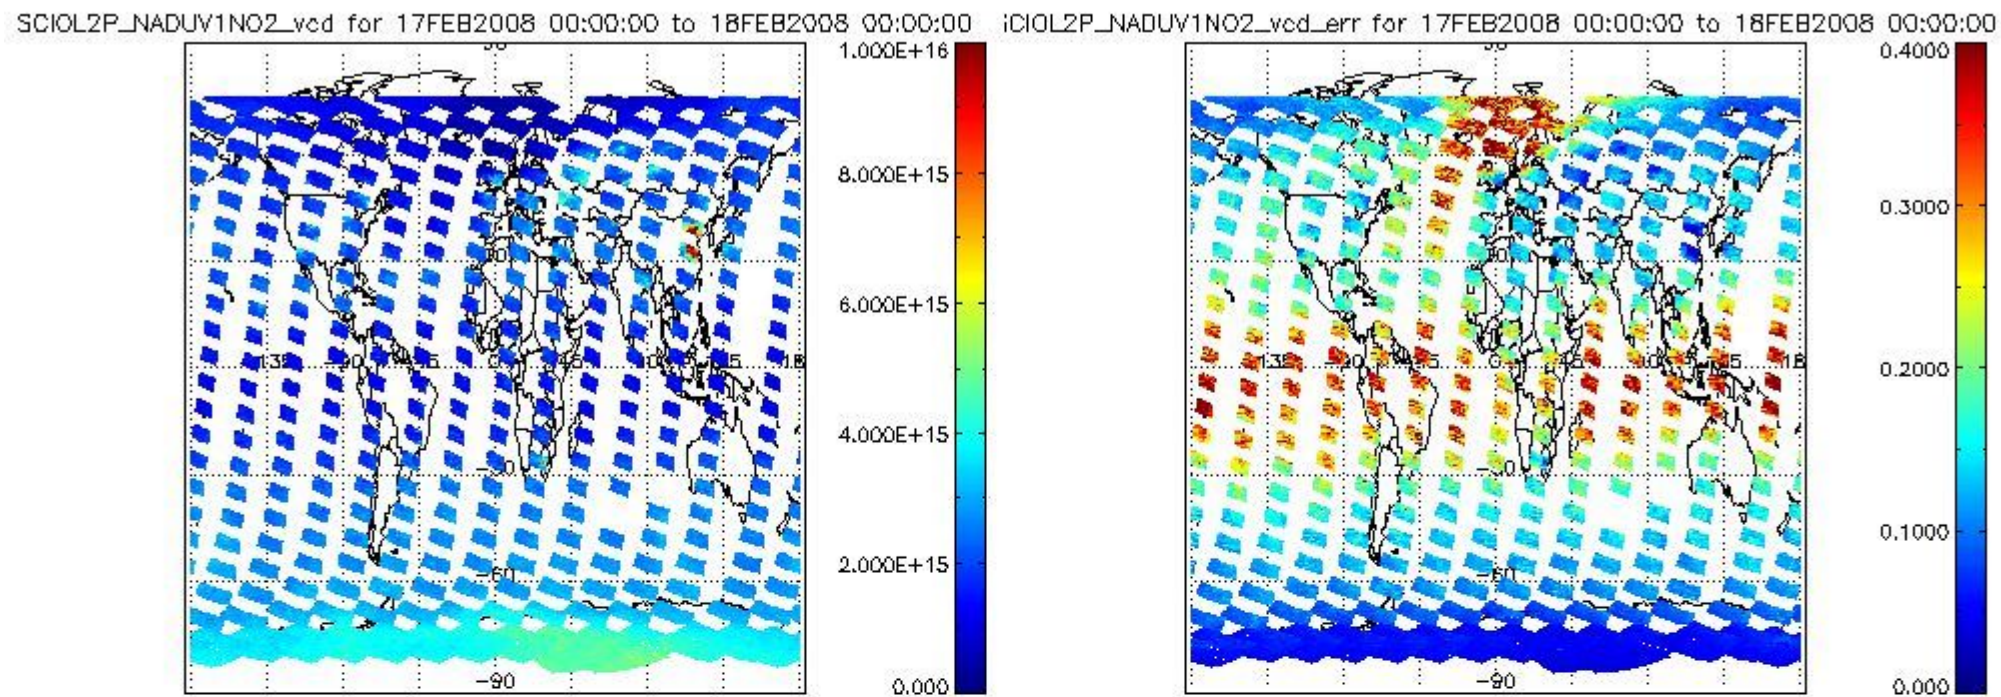 SCIOL2P_NADUV1NO2_vcd for 17FEB2008 00:00:00 to 18FEB2008 00:00:00
1.000E+16
8.000E+15
6.000E+15
4.000E+15
2.000E+15
0.000
-60
-90
iCIOL2P_NADUV1NO2_vcd_err for 17FEB2008 00:00:00 to 18FEB2008 00:00:00
0.4000
0.3000
0.2000
0.1000
0.000
-60
-90